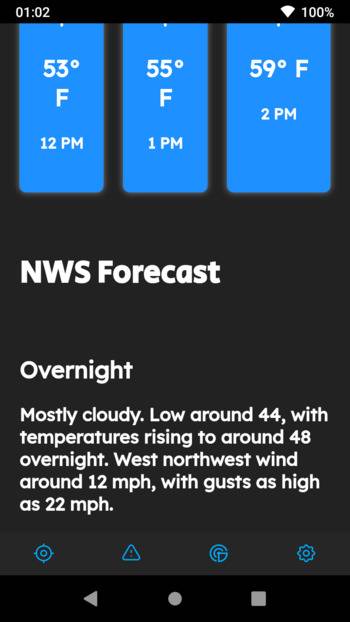 01:02 100%
53° 55° 59° F
F F
2 PM
12 PM 1 PM
NWS Forecast
Overnight
Mostly cloudy. Low around 44, with
temperatures rising to around 48
overnight. West northwest wind
around 12 mph, with gusts as high
as 22 mph.